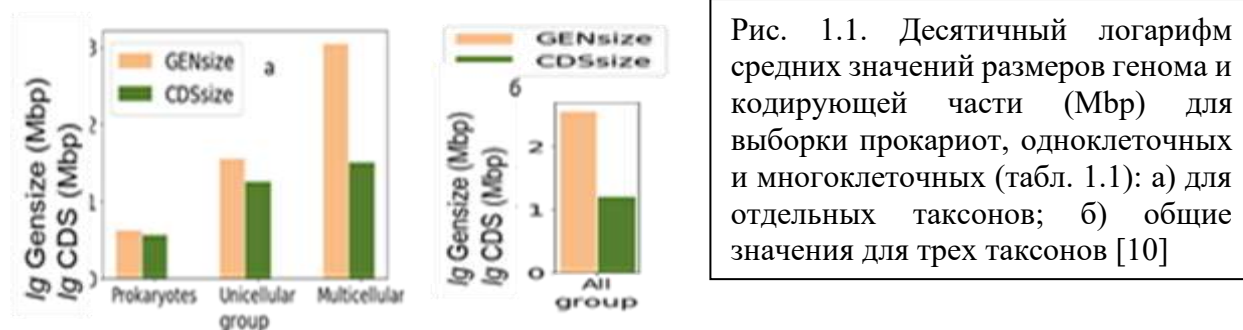 3
2
1
0
lg Gensize (Mbp)
lg CDS (Mbp)
GENsize
CDSsize
а
Prokaryotes Unicellular Multicellular
group
GENsize
CDSsize
б
lg Gensize (Mbp)
lg CDS (Mbp)
2
1
0
All
group
Рис. 1.1. Десятичный логарифм
средних значений размеров генома и
кодирующей части (Mbp) для
выборки прокариот, одноклеточных
и многоклеточных (табл. 1.1): а) для
отдельных таксонов; б) общие
значения для трех таксонов [10]